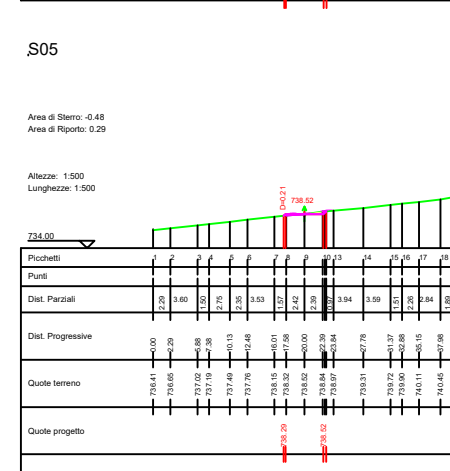 S05
Area di Sterro: -0.48
Area di Riporto: 0.29
Altezze: 1:500
Lunghezze: 1:500
D=0.21
738.52
734.00
Picchetti 1 2 3 4 5 6 7 8 9 10 13 14 15 16 17 18
Punti
Dist. Parziali 2.29 3.60 1.50 2.75 2.35 3.53 1.57 2.42 2.39 3.94 3.59 1.51 2.26 2.84 1.89
Dist. Progressive 0.00 2.29 5.88 7.38 10.13 12.48 16.01 17.58 20.00 22.39 23.84 27.78 31.37 32.88 35.15 37.98
Quote terreno 736.41 736.65 737.02 737.19 737.49 737.76 738.15 738.32 738.52 738.84 738.97 739.31 739.72 739.90 740.11 740.45
Quote progetto 738.29 738.52